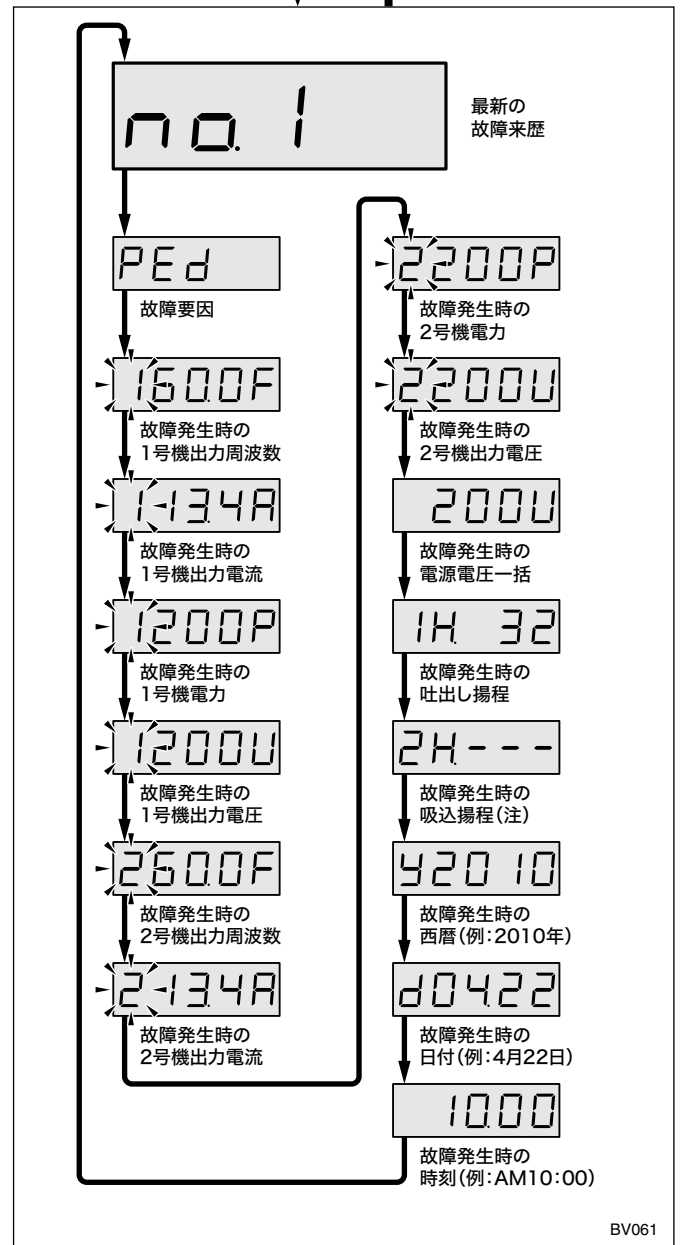 no. 1
最新の
故障来歴
PEd
故障要因
160.0F
故障発生時の
1号機出力周波数
113.4A
故障発生時の
1号機出力電流
1200P
故障発生時の
1号機電力
1200U
故障発生時の
1号機出力電圧
260.0F
故障発生時の
2号機出力周波数
213.4A
故障発生時の
2号機出力電流
2200P
故障発生時の
2号機電力
2200U
故障発生時の
2号機出力電圧
200U
故障発生時の
電源電圧一括
1H. 32
故障発生時の
吐出し揚程
2H.---
故障発生時の
吸込揚程(注)
y2010
故障発生時の
西暦(例:2010年)
d04.22
故障発生時の
日付(例:4月22日)
10.00
故障発生時の
時刻(例:AM10:00)
BV061